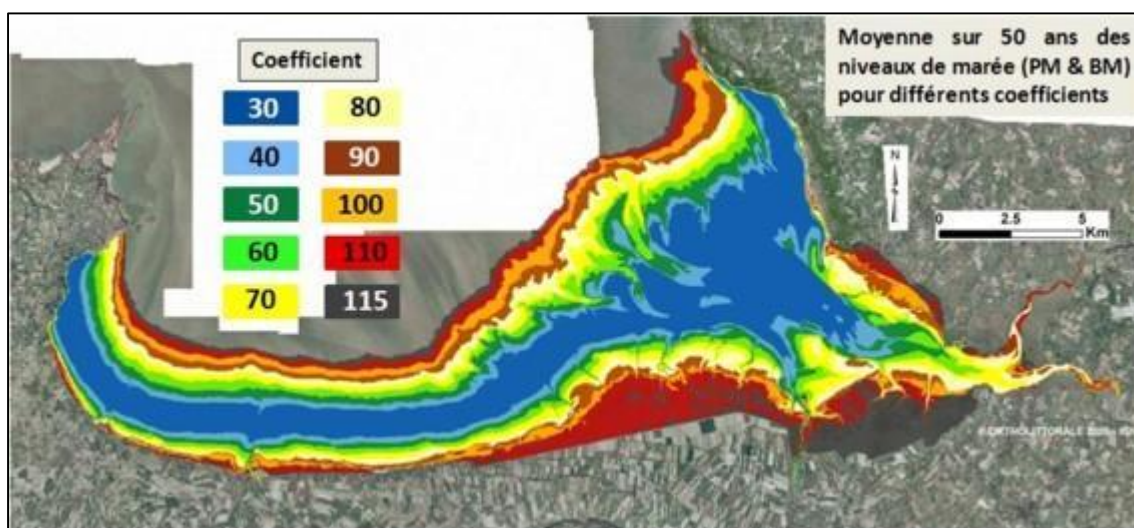 Moyenne sur 50 ans des
niveaux de marée (PM & BM)
pour différents coefficients
Coefficient
30 80
40 90
50 100
60 110
70 115
N
0 2.5 5
Km